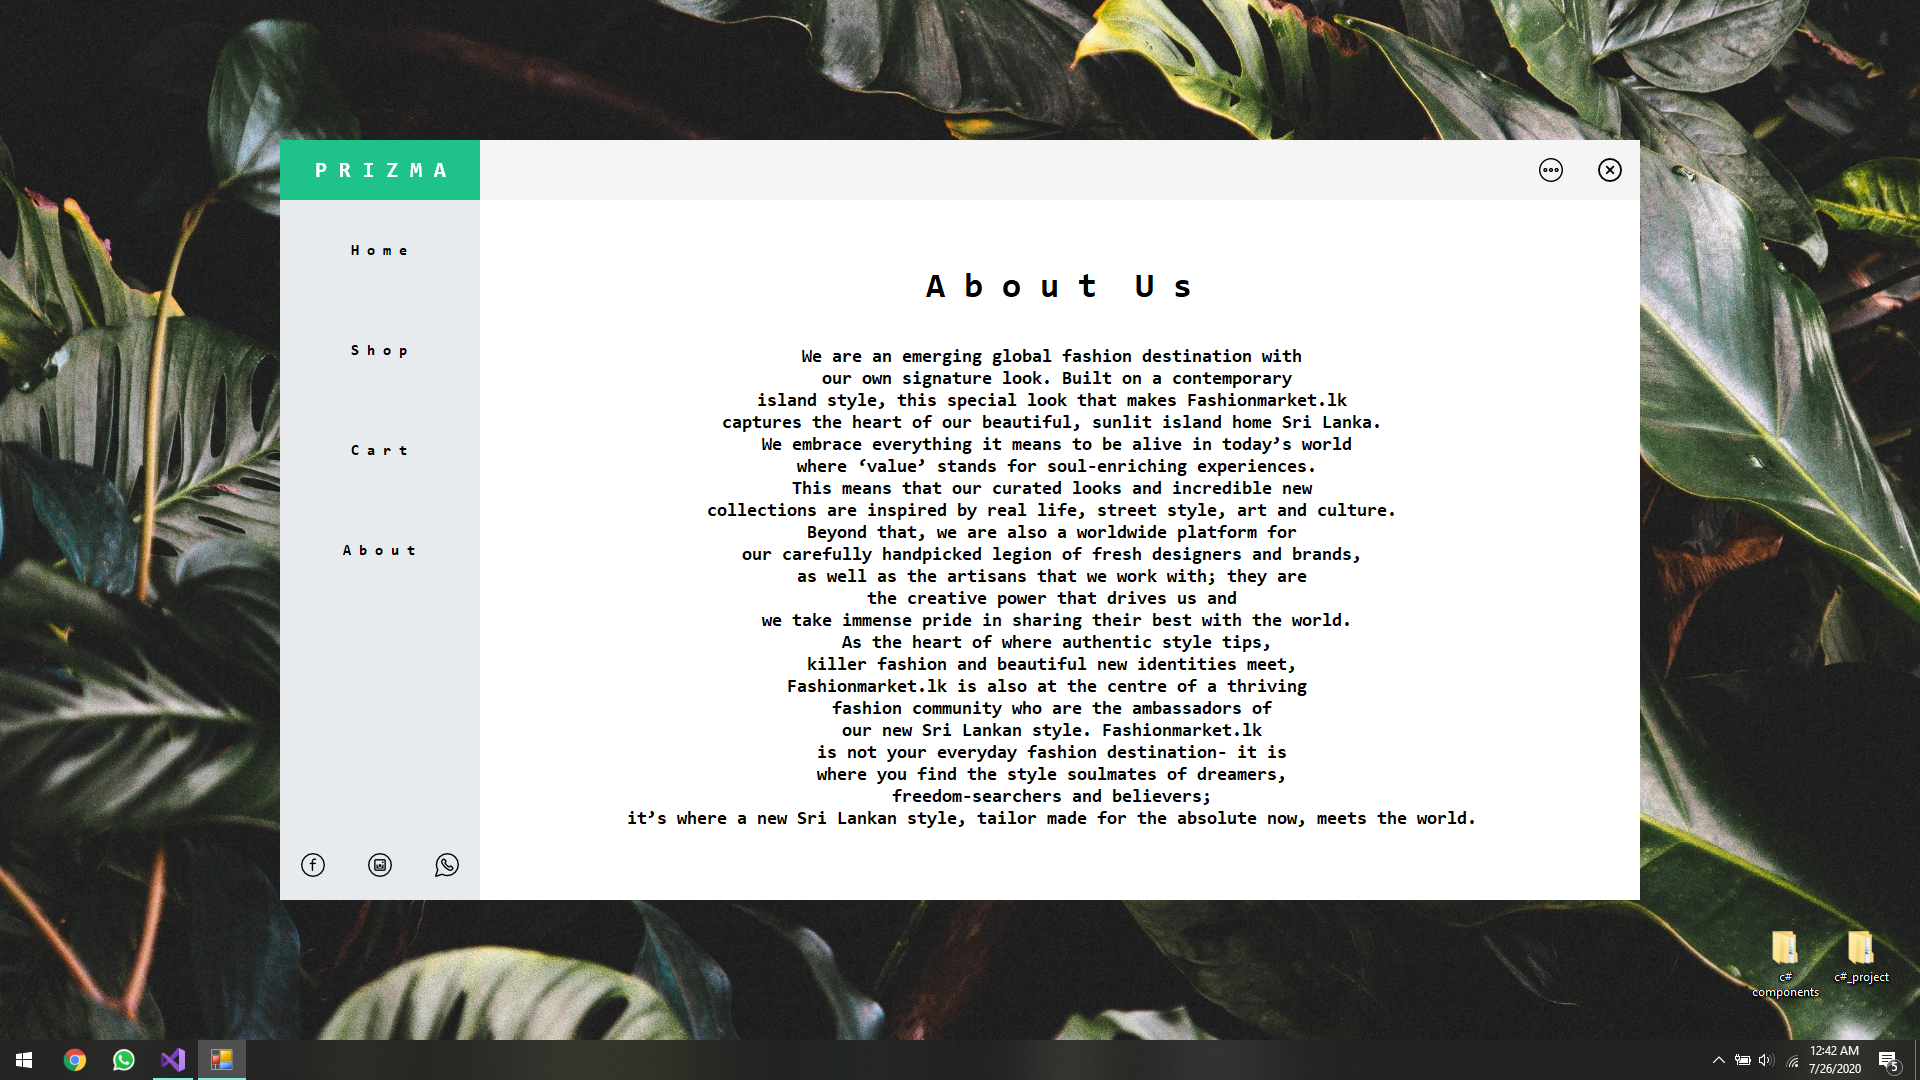 PRIZMA
Home
Shop
Cart
About
About Us
We are an emerging global fashion destination with
our own signature look. Built on a contemporary
island style, this special look that makes Fashionmarket.lk
captures the heart of our beautiful, sunlit island home Sri Lanka.
We embrace everything it means to be alive in today’s world
where ‘value’ stands for soul-enriching experiences.
This means that our curated looks and incredible new
collections are inspired by real life, street style, art and culture.
Beyond that, we are also a worldwide platform for
our carefully handpicked legion of fresh designers and brands,
as well as the artisans that we work with; they are
the creative power that drives us and
we take immense pride in sharing their best with the world.
As the heart of where authentic style tips,
killer fashion and beautiful new identities meet,
Fashionmarket.lk is also at the centre of a thriving
fashion community who are the ambassadors of
our new Sri Lankan style. Fashionmarket.lk
is not your everyday fashion destination- it is
where you find the style soulmates of dreamers,
freedom-searchers and believers;
it’s where a new Sri Lankan style, tailor made for the absolute now, meets the world.
c#
components
c#_project
12:42 AM
7/26/2020
5